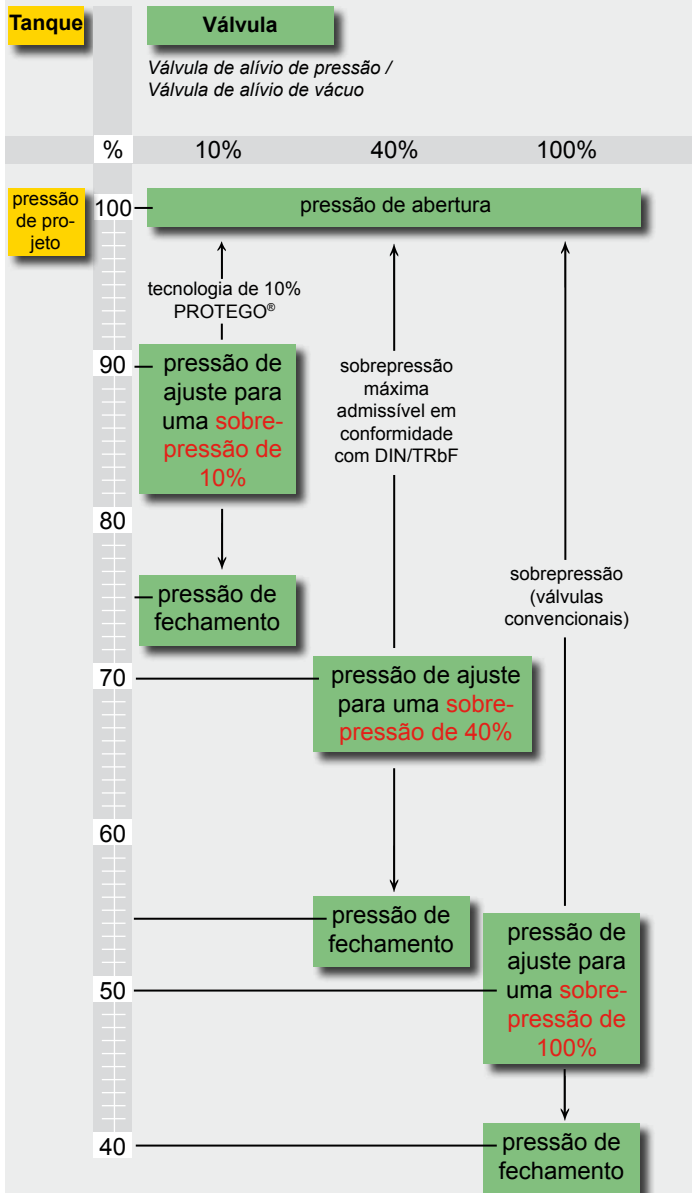 Tanque
Válvula
Válvula de alívio de pressão /
Válvula de alívio de vácuo
% 10% 40% 100%
pressão
de pro-
jeto
100
pressão de abertura
tecnologia de 10%
PROTEGO®
90
pressão de
ajuste para
uma sobre-
pressão de
10%
sobrepressão
máxima
admissível em
conformidade
com DIN/TRbF
80
pressão de
fechamento
sobrepressão
(válvulas
convencionais)
70
pressão de ajuste
para uma sobre-
pressão de 40%
60
pressão de
fechamento
pressão de
ajuste para
uma sobre-
pressão de
100%
50
40
pressão de
fechamento